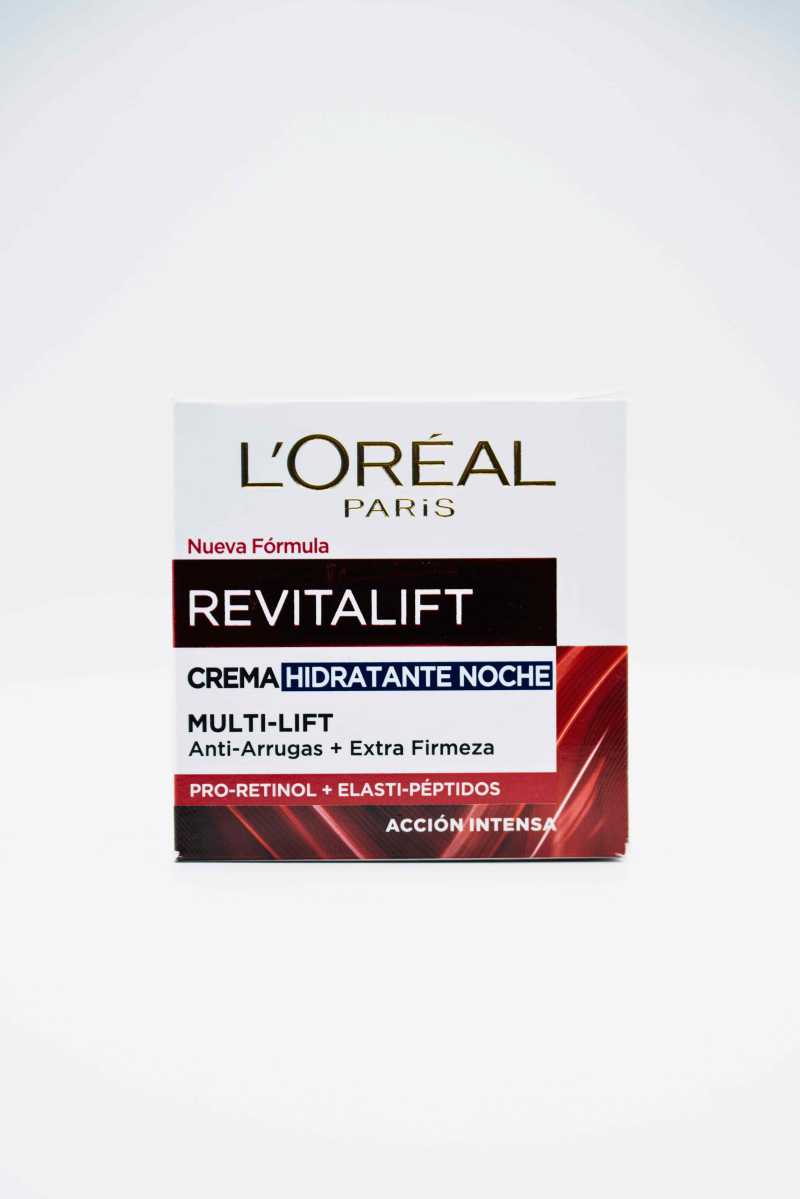 L'ORÉAL
PARiS
Nueva Fórmula
REVITALIFT
CREMA HIDRATANTE NOCHE
MULTI-LIFT
Anti-Arrugas + Extra Firmeza
PRO-RETINOL + ELASTI-PÉPTIDOS
ACCIÓN INTENSA